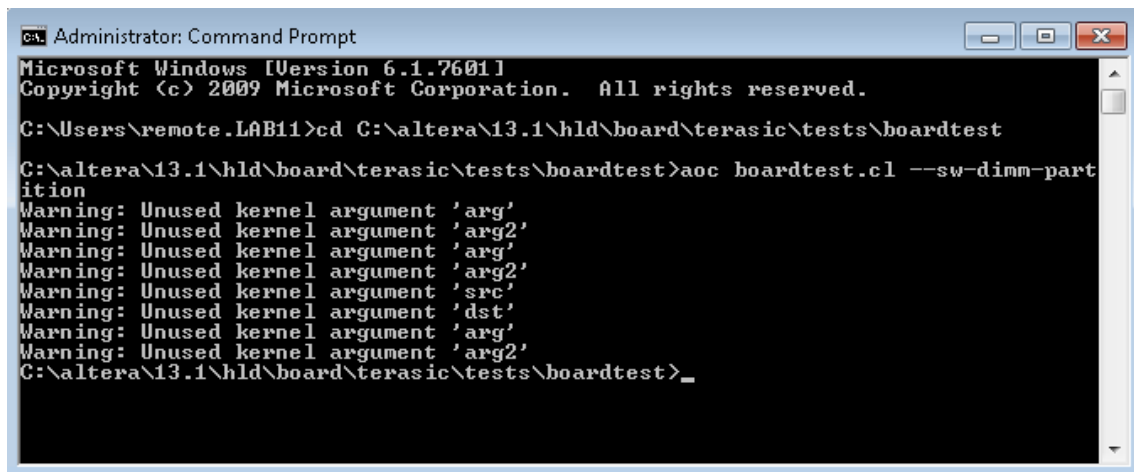 Administrator: Command Prompt
Microsoft Windows [Version 6.1.7601]
Copyright (c) 2009 Microsoft Corporation.  All rights reserved.
C:\Users\remote.LAB11>cd C:\altera\13.1\hld\board\terasic\tests\boardtest
C:\altera\13.1\hld\board\terasic\tests\boardtest>aoc boardtest.cl --sw-dimm-part
ition
Warning: Unused kernel argument 'arg'
Warning: Unused kernel argument 'arg2'
Warning: Unused kernel argument 'arg'
Warning: Unused kernel argument 'arg2'
Warning: Unused kernel argument 'src'
Warning: Unused kernel argument 'dst'
Warning: Unused kernel argument 'arg'
Warning: Unused kernel argument 'arg2'
C:\altera\13.1\hld\board\terasic\tests\boardtest>_